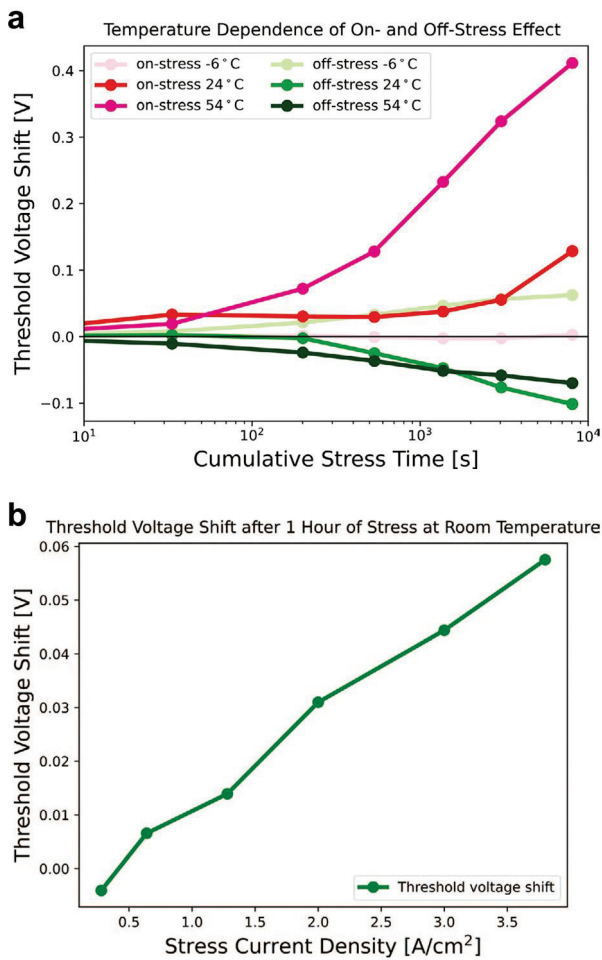 a
Temperature Dependence of On- and Off-Stress Effect
on-stress -6°C
off-stress -6°C
on-stress 24°C
off-stress 24°C
on-stress 54°C
off-stress 54°C
Threshold Voltage Shift [V]
0.4
0.3
0.2
0.1
0.0
−0.1
10¹ 10² 10³ 10⁴
Cumulative Stress Time [s]
b
Threshold Voltage Shift after 1 Hour of Stress at Room Temperature
Threshold Voltage Shift [V]
0.06
0.05
0.04
0.03
0.02
0.01
0.00
Threshold voltage shift
0.5 1.0 1.5 2.0 2.5 3.0 3.5
Stress Current Density [A/cm²]